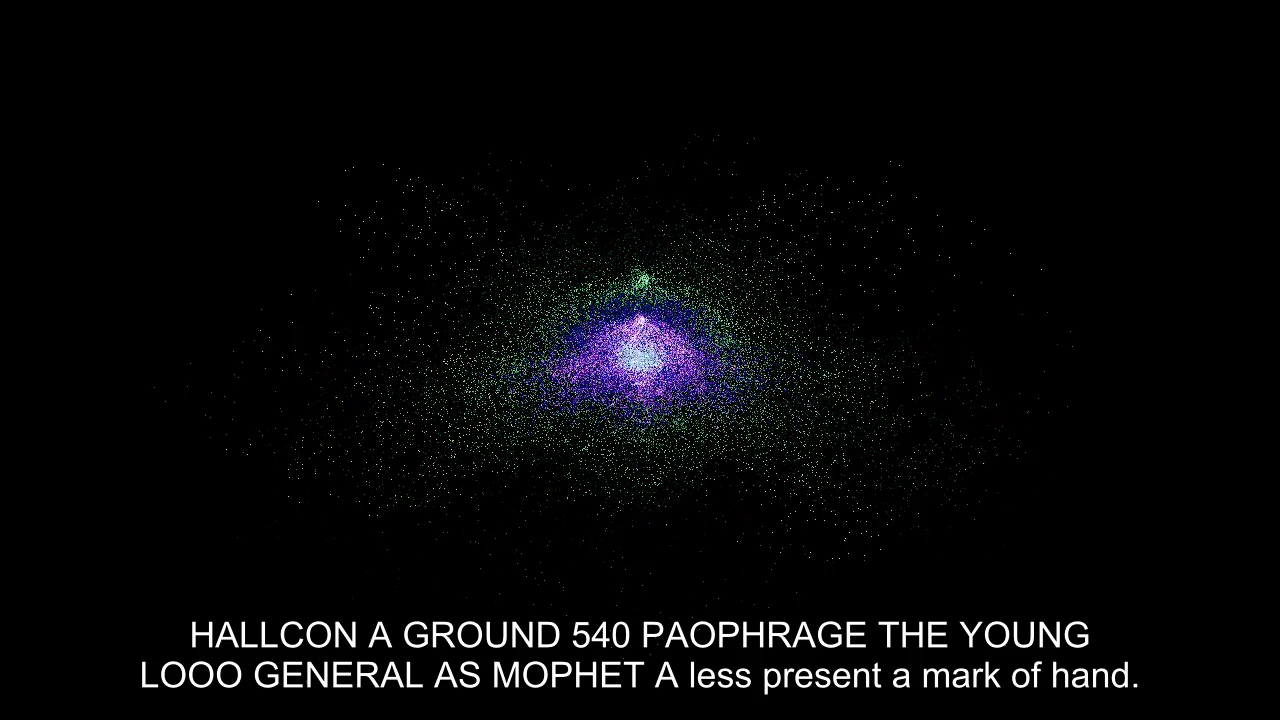 HALLCON A GROUND 540 PAOPHRAGE THE YOUNG
LOOO GENERAL AS MOPHET A less present a mark of hand.